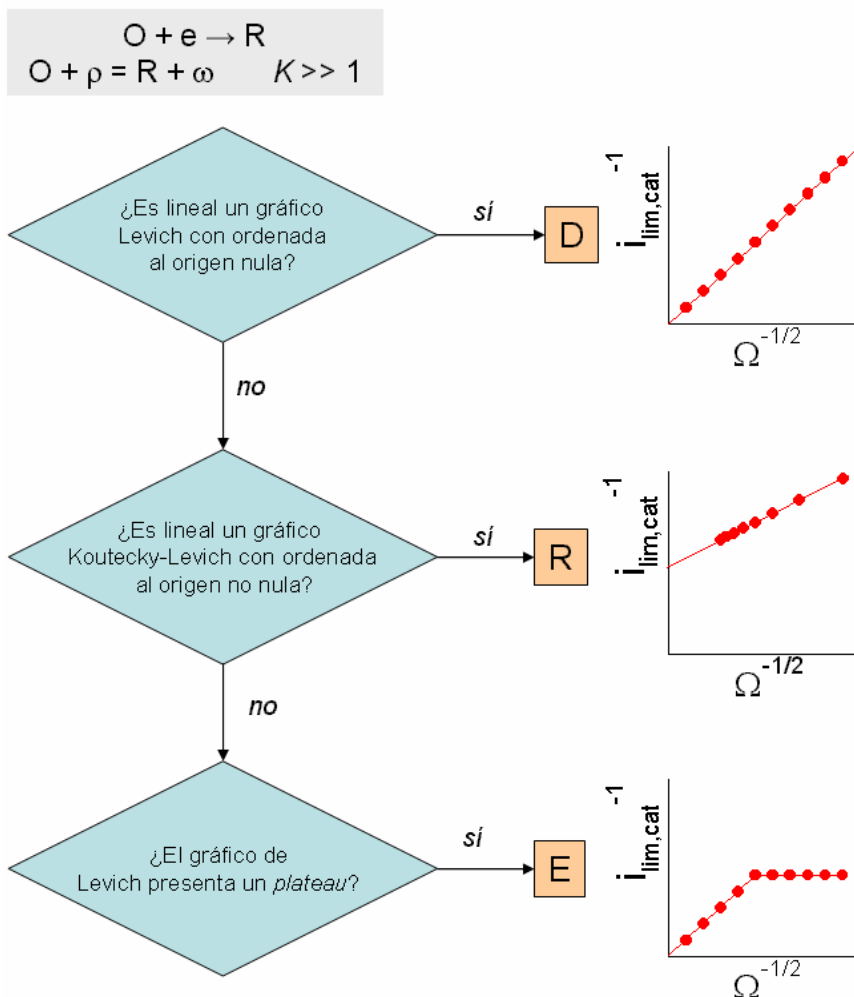 O + e → R
O + ρ = R + ω K >> 1
¿Es lineal un gráfico
Levich con ordenada
al origen nula?
sí
D
i lim,cat -1
Ω-1/2
no
¿Es lineal un gráfico
Koutecky-Levich con ordenada
al origen no nula?
sí
R
i lim,cat -1
Ω-1/2
no
¿El gráfico de
Levich presenta un plateau?
sí
E
i lim,cat -1
Ω-1/2